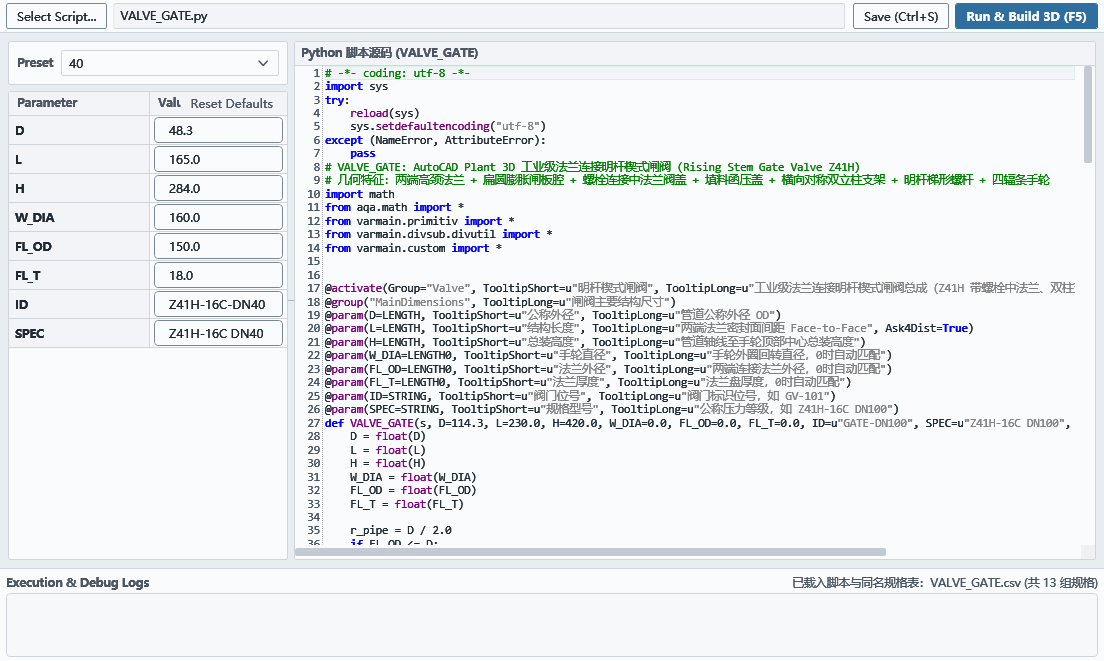 Select Script...
VALVE_GATE.py
Save (Ctrl+S)
Run & Build 3D (F5)
Preset
40
Parameter
Reset Defaults
D
48.3
L
165.0
H
284.0
W_DIA
160.0
FL_OD
150.0
FL_T
18.0
ID
Z41H-16C-DN40
SPEC
Z41H-16C DN40
Python 脚本源码 (VALVE_GATE)
1 # -*- coding: utf-8 -*-
2 import sys
3 try:
4     reload(sys)
5     sys.setdefaultencoding("utf-8")
6 except (NameError, AttributeError):
7     pass
8 # VALVE_GATE: AutoCAD Plant 3D 工业级法兰连接明杆楔式闸阀 (Rising Stem Gate Valve Z41H)
9 # 几何特征：两端高颈法兰 + 扁圆膨胀闸板腔 + 螺栓连接中法兰阀盖 + 填料函压盖 + 横向对称双立柱支架 + 明杆梯形螺杆 + 四辐条手轮
10 import math
11 from aqa.math import *
12 from varmain.primitiv import *
13 from varmain.divsub.divutil import *
14 from varmain.custom import *
15
16
17 @activate(Group="Valve", TooltipShort=u"明杆楔式闸阀", TooltipLong=u"工业级法兰连接明杆楔式闸阀总成 (Z41H 带螺栓中法兰、双柱
18 @group("MainDimensions", TooltipLong=u"闸阀主要结构尺寸")
19 @param(D=LENGTH, TooltipShort=u"公称外径", TooltipLong=u"管道公称外径 OD")
20 @param(L=LENGTH, TooltipShort=u"结构长度", TooltipLong=u"两端法兰密封面间距 Face-to-Face", Ask4Dist=True)
21 @param(H=LENGTH, TooltipShort=u"总装高度", TooltipLong=u"管道轴线至手轮顶部中心总装高度")
22 @param(W_DIA=LENGTH0, TooltipShort=u"手轮直径", TooltipLong=u"手轮外圈回转直径，0时自动匹配")
23 @param(FL_OD=LENGTH0, TooltipShort=u"法兰外径", TooltipLong=u"两端连接法兰外径，0时自动匹配")
24 @param(FL_T=LENGTH0, TooltipShort=u"法兰厚度", TooltipLong=u"法兰盘厚度，0时自动匹配")
25 @param(ID=STRING, TooltipShort=u"阀门位号", TooltipLong=u"阀门标识位号，如 GV-101")
26 @param(SPEC=STRING, TooltipShort=u"规格型号", TooltipLong=u"公称压力等级，如 Z41H-16C DN100")
27 def VALVE_GATE(s, D=114.3, L=230.0, H=420.0, W_DIA=0.0, FL_OD=0.0, FL_T=0.0, ID=u"GATE-DN100", SPEC=u"Z41H-16C DN100",
28     D = float(D)
29     L = float(L)
30     H = float(H)
31     W_DIA = float(W_DIA)
32     FL_OD = float(FL_OD)
33     FL_T = float(FL_T)
34
35     r_pipe = D / 2.0
36     if FL_OD <= D:
Execution & Debug Logs
已载入脚本与同名规格表：VALVE_GATE.csv (共 13 组规格)